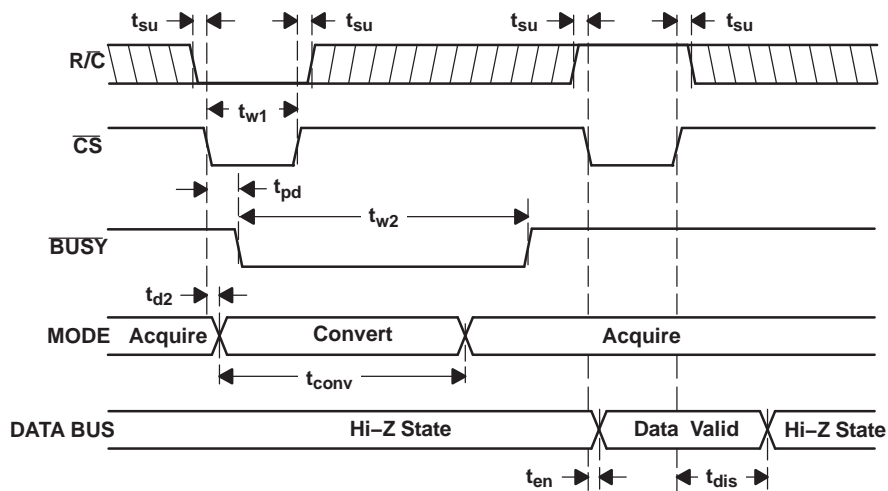 tsu tsu tsu tsu
R/C
tw1
CS
tpd
tw2
BUSY
td2
MODE Acquire Convert Acquire
tconv
DATA BUS Hi–Z State Data Valid Hi–Z State
ten tdis